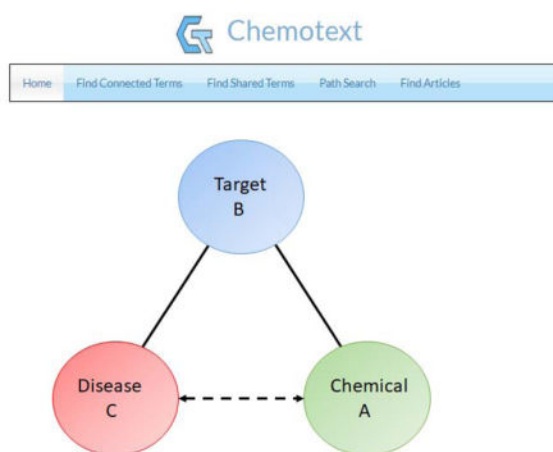 Chemotext
Home Find Connected Terms Find Shared Terms Path Search Find Articles
Target
B
Disease
C
Chemical
A